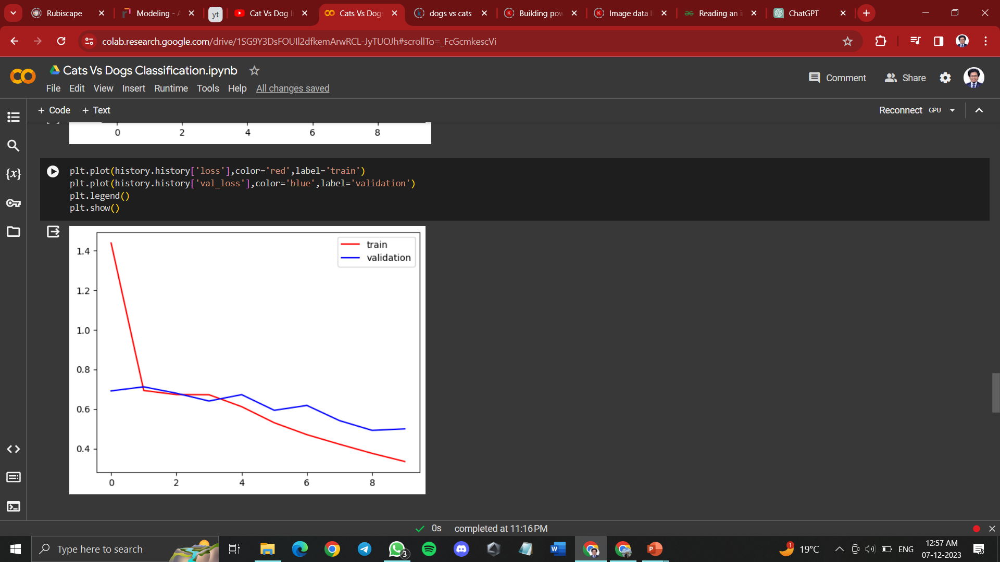 Rubiscape
Modeling - A
yt
Cat Vs Dog I
Cats Vs Dogs
dogs vs cats
Building pow
Image data l
Reading an i
ChatGPT
colab.research.google.com/drive/1SG9Y3DsFOUIl2dfkemArwRCL-JyTUOJh#scrollTo=_FcGcmkescVi
Cats Vs Dogs Classification.ipynb
Comment
Share
File Edit View Insert Runtime Tools Help All changes saved
+ Code + Text
Reconnect GPU
0 2 4 6 8
{x}
plt.plot(history.history['loss'],color='red',label='train')
plt.plot(history.history['val_loss'],color='blue',label='validation')
plt.legend()
plt.show()
train
validation
1.4
1.2
1.0
0.8
0.6
0.4
0 2 4 6 8
0s completed at 11:16 PM
Type here to search
3
1
19°C
ENG
12:57 AM
07-12-2023